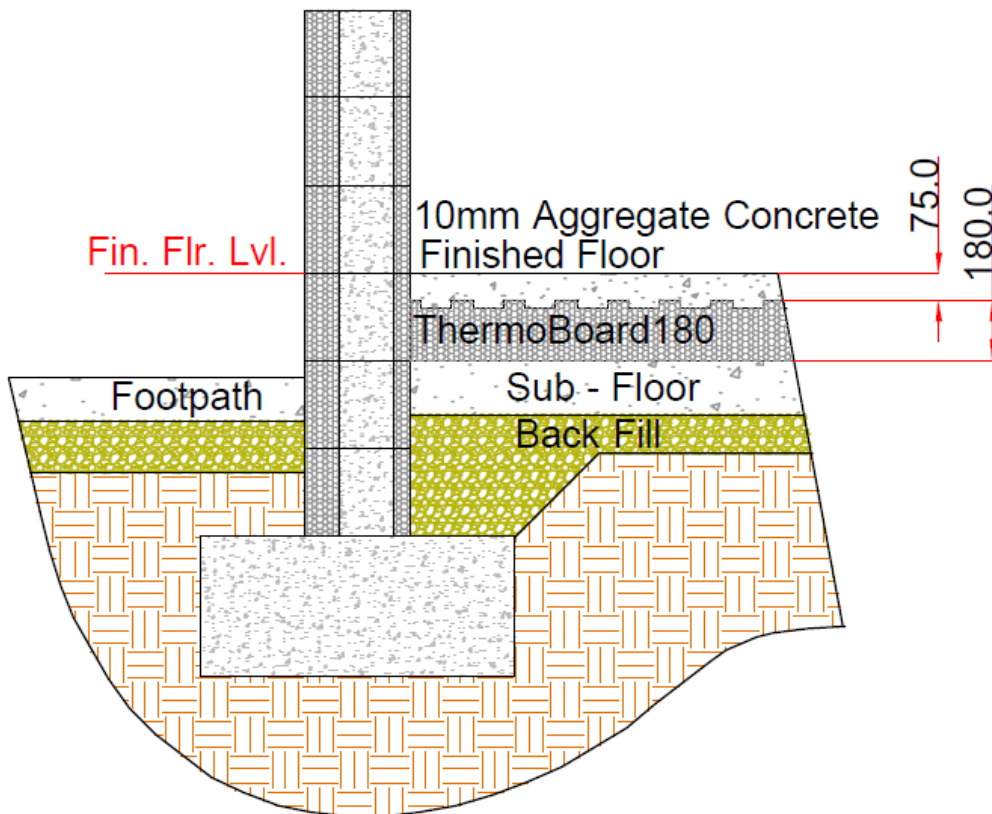 10mm Aggregate Concrete
Fin. Flr. Lvl.
Finished Floor
75.0
180.0
ThermoBoard180
Footpath
Sub - Floor
Back Fill